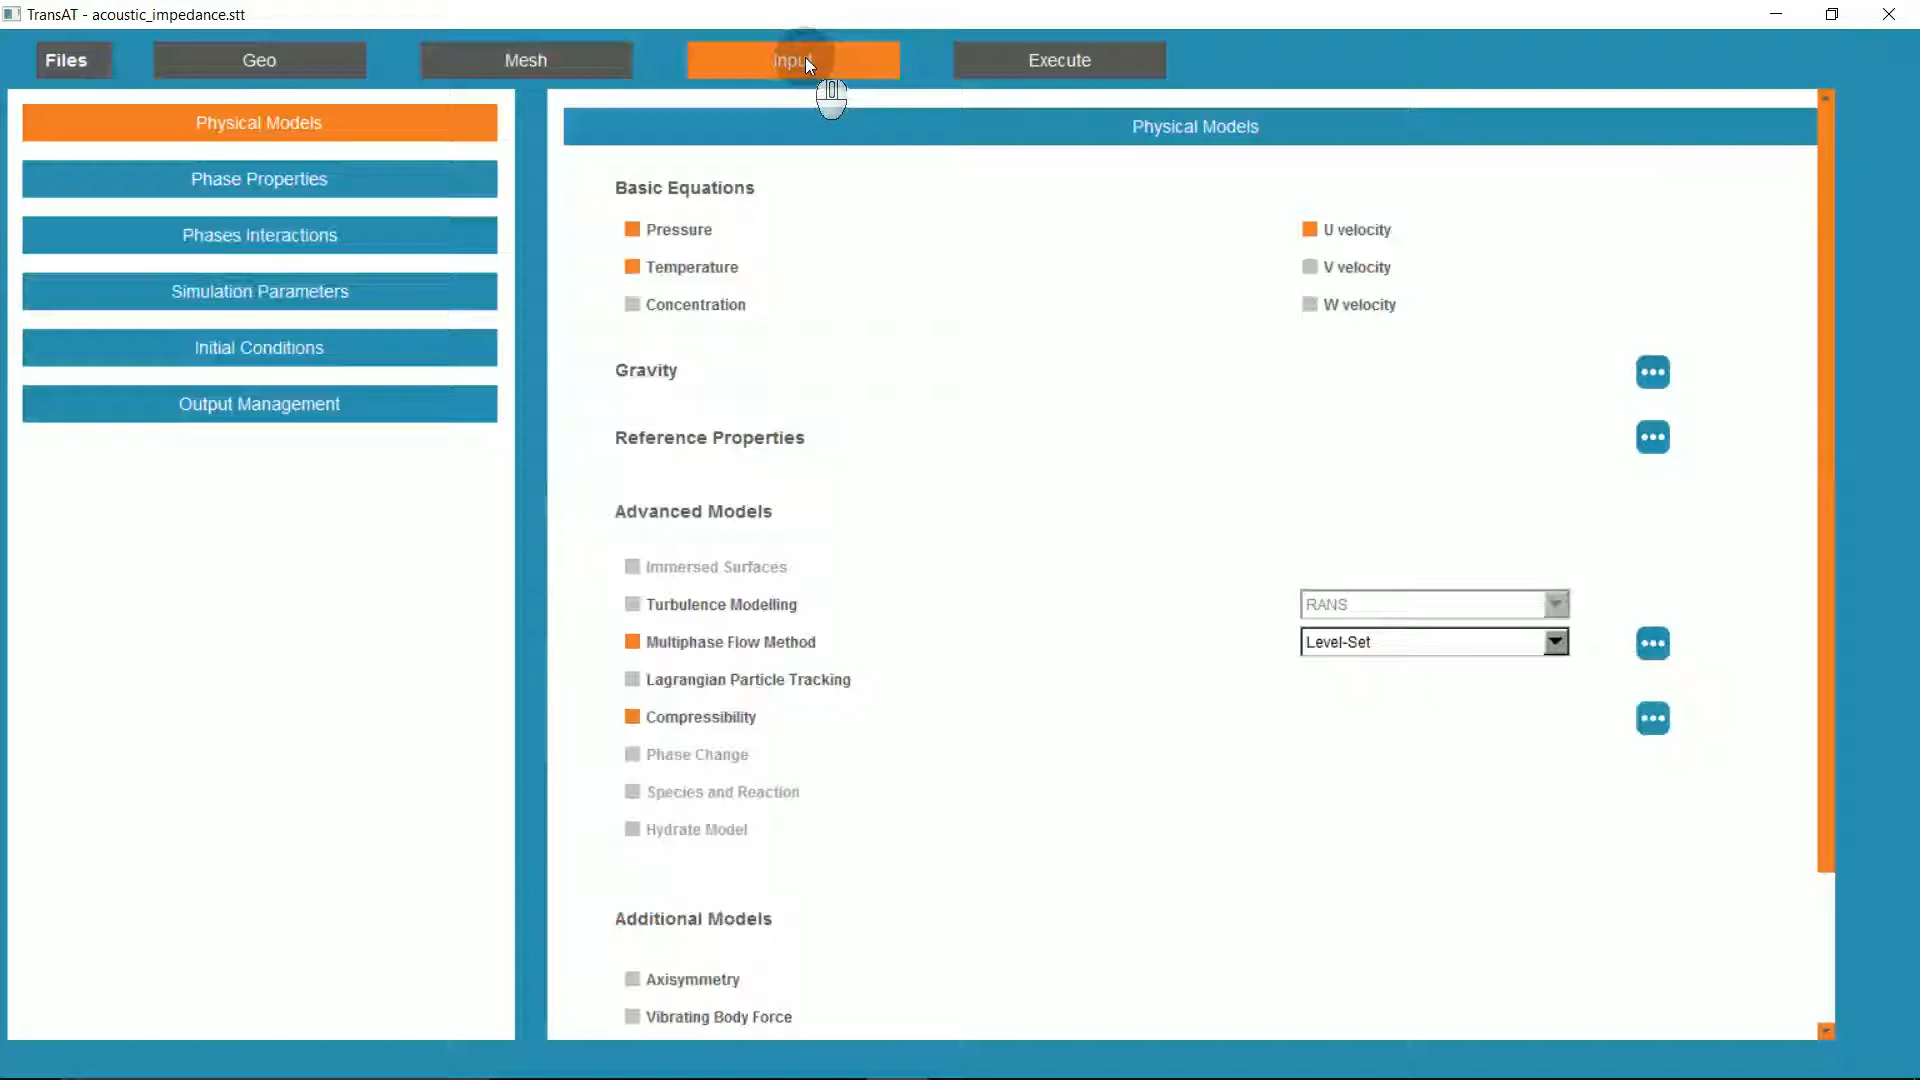 TransAT - acoustic_impedance.stt
Files
Geo
Mesh
Input
Execute
Physical Models
Phase Properties
Phases Interactions
Simulation Parameters
Initial Conditions
Output Management
Physical Models
Basic Equations
Pressure
U velocity
Temperature
V velocity
Concentration
W velocity
Gravity
Reference Properties
Advanced Models
Immersed Surfaces
Turbulence Modelling
RANS
Multiphase Flow Method
Level-Set
Lagrangian Particle Tracking
Compressibility
Phase Change
Species and Reaction
Hydrate Model
Additional Models
Axisymmetry
Vibrating Body Force